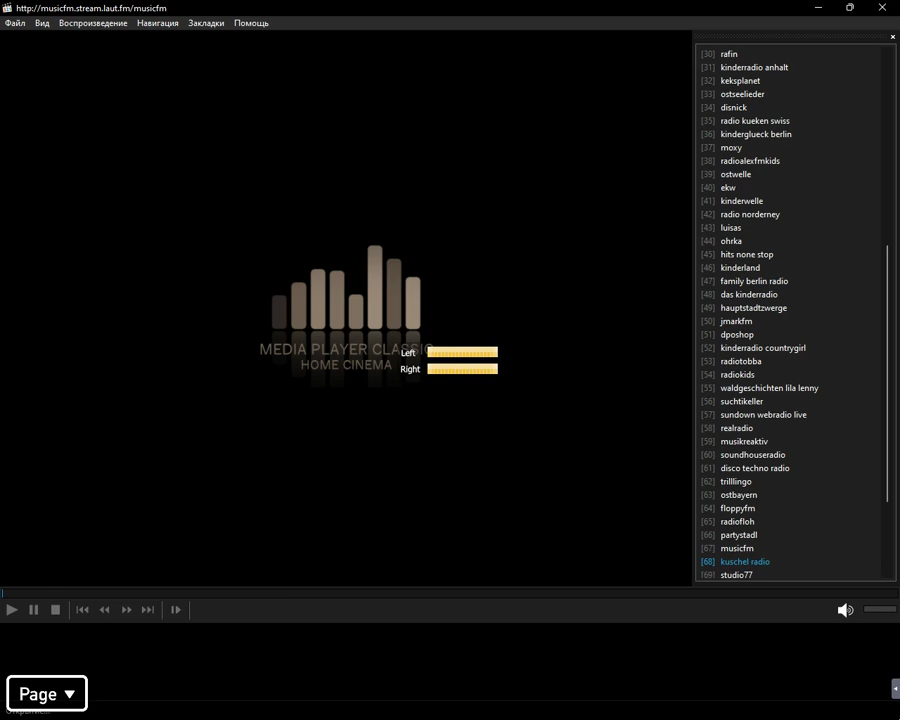 http://musicfm.stream.laut.fm/musicfm
Файл Вид Воспроизведение Навигация Закладки Помощь
[30] rafin
[31] kinderradio anhalt
[32] keksplanet
[33] ostseelieder
[34] disnick
[35] radio kueken swiss
[36] kinderglueck berlin
[37] moxy
[38] radioalexfmkids
[39] ostwelle
[40] ekw
[41] kinderwelle
[42] radio norderney
[43] luisas
[44] ohrka
[45] hits none stop
[46] kinderland
[47] family berlin radio
[48] das kinderradio
[49] hauptstadtzwerge
[50] jmarkfm
[51] dposhop
[52] kinderradio countrygirl
[53] radiotobba
[54] radiokids
[55] waldgeschichten lila lenny
[56] suchtikeller
[57] sundown webradio live
[58] realradio
[59] musikreaktiv
[60] soundhouseradio
[61] disco techno radio
[62] trilllingo
[63] ostbayern
[64] floppyfm
[65] radiofloh
[66] partystadl
[67] musicfm
[68] kuschel radio
[69] studio77
MEDIA PLAYER CLASSIC
HOME CINEMA
Left
Right
Page